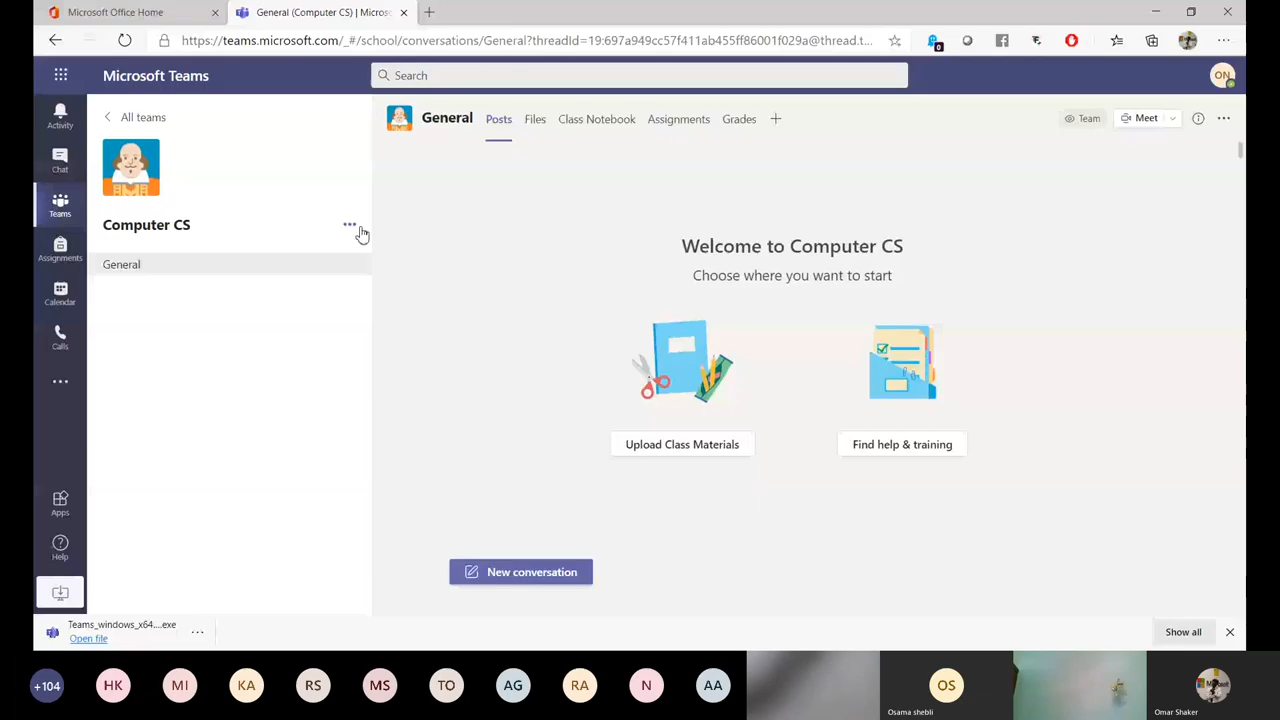 Microsoft Office Home
General (Computer CS) | Micros
https://teams.microsoft.com/_#/school/conversations/General?threadId=19:697a949cc57f411ab455ff86001f029a@thread.t...
0
Microsoft Teams
Search
ON
Activity
Chat
Teams
Assignments
Calendar
Calls
Apps
Help
All teams
Computer CS
General
General
Posts
Files
Class Notebook
Assignments
Grades
Team
Meet
Welcome to Computer CS
Choose where you want to start
Upload Class Materials
Find help & training
New conversation
Teams_windows_x64....exe
Open file
Show all
+104
HK
MI
KA
RS
MS
TO
AG
RA
N
AA
OS
Osama shebli
Omar Shaker